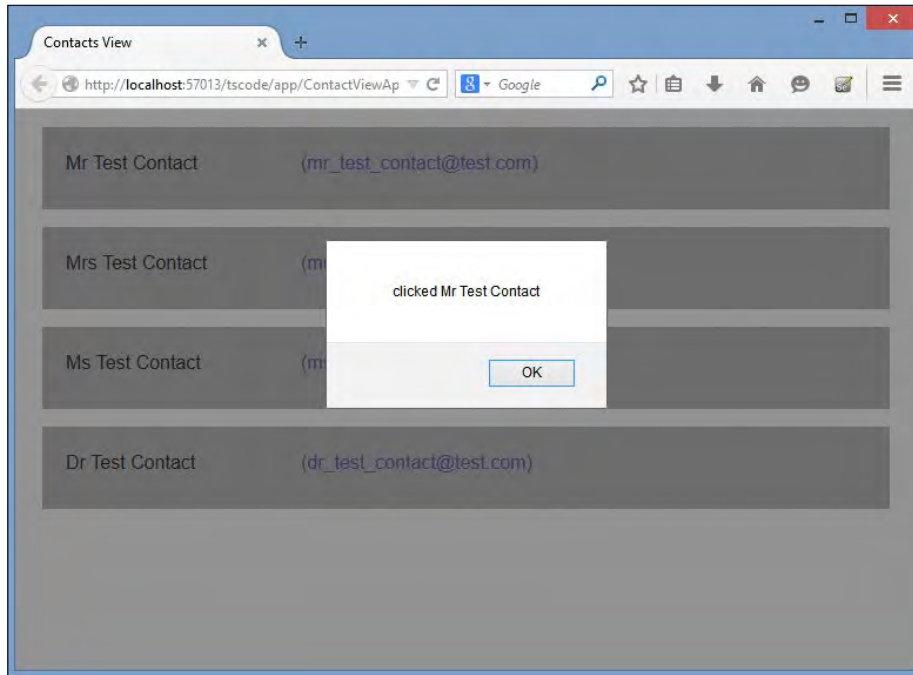 Contacts View
http://localhost:57013/tscode/app/ContactViewAp
8 Google
Mr Test Contact (mr_test_contact@test.com)
Mrs Test Contact (m
clicked Mr Test Contact
Ms Test Contact (m
OK
Dr Test Contact (dr_test_contact@test.com)